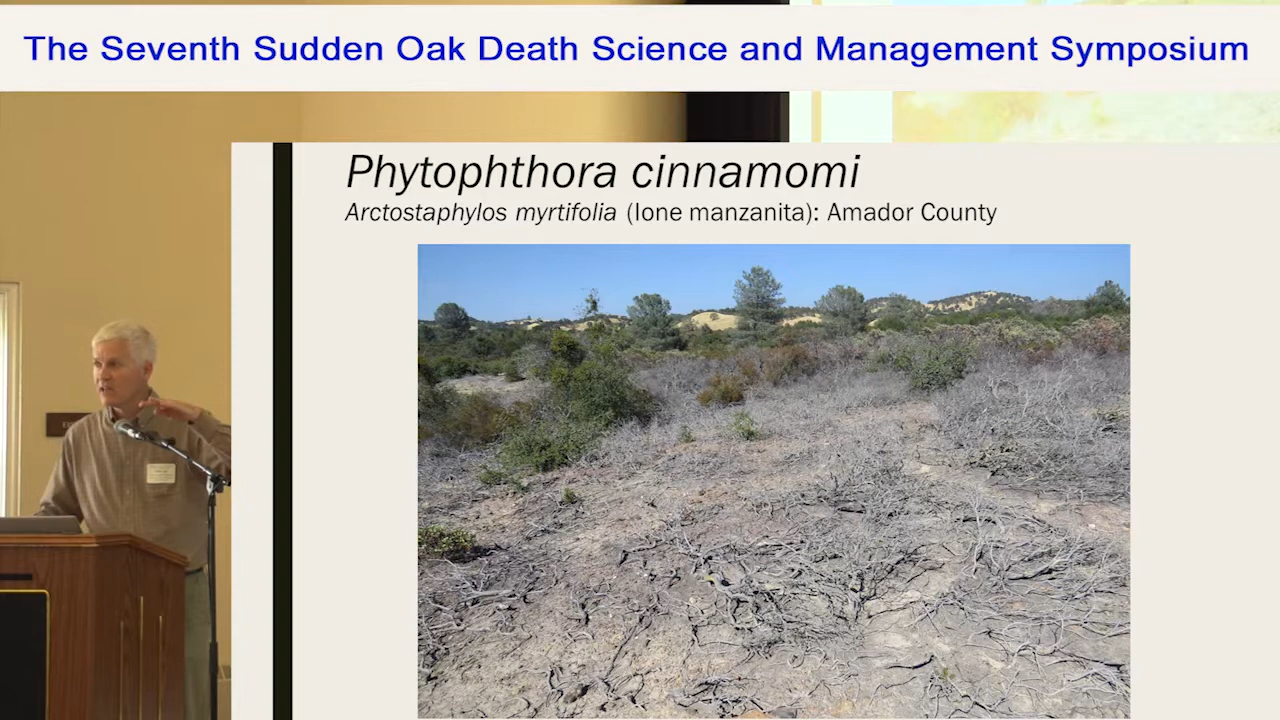 The Seventh Sudden Oak Death Science and Management Symposium
Phytophthora cinnamomi
Arctostaphylos myrtifolia (Ione manzanita): Amador County